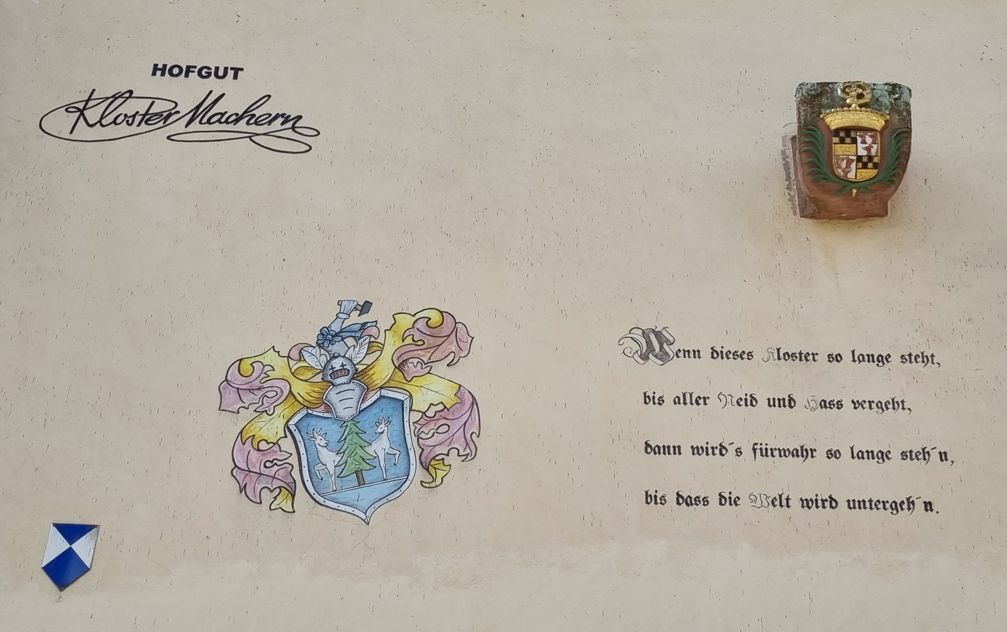 HOFGUT
Kloster Machern
Wenn dieses Kloster so lange steht,
bis aller Neid und Hass vergeht,
dann wird´s fürwahr so lange steh´n,
bis dass die Welt wird untergeh´n.